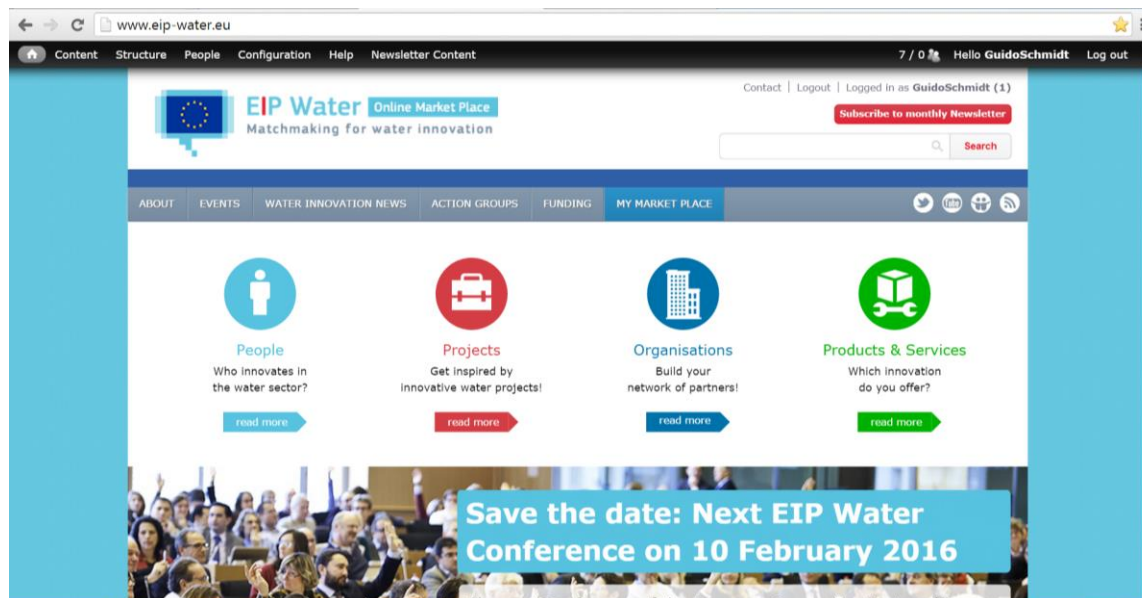 www.eip-water.eu
Content Structure People Configuration Help Newsletter Content 7 / 0 Hello GuidoSchmidt Log out
Contact | Logout | Logged in as GuidoSchmidt (1)
EIP Water Online Market Place
Matchmaking for water innovation
Subscribe to monthly Newsletter
Search
ABOUT EVENTS WATER INNOVATION NEWS ACTION GROUPS FUNDING MY MARKET PLACE You Tube
People
Who innovates in
the water sector?
read more
Projects
Get inspired by
innovative water projects!
read more
Organisations
Build your
network of partners!
read more
Products & Services
Which innovation
do you offer?
read more
Save the date: Next EIP Water
Conference on 10 February 2016